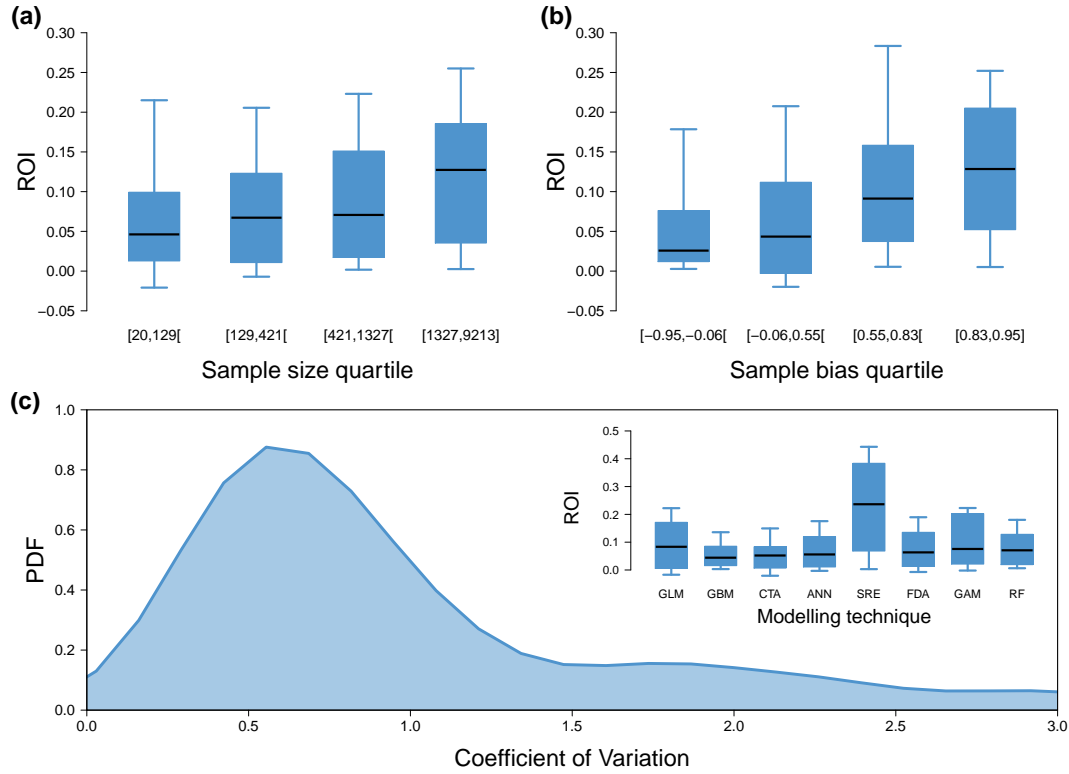 (a)
0.30
0.25
0.20
0.15
0.10
0.05
0.00
−0.05
ROI
[20,129[ [129,421[ [421,1327[ [1327,9213]
Sample size quartile
(b)
0.30
0.25
0.20
0.15
0.10
0.05
0.00
−0.05
ROI
[−0.95,−0.06[ [−0.06,0.55[ [0.55,0.83[ [0.83,0.95]
Sample bias quartile
(c)
1.0
0.8
0.6
0.4
0.2
0.0
PDF
0.0 0.5 1.0 1.5 2.0 2.5 3.0
Coefficient of Variation
0.5
0.4
0.3
0.2
0.1
0.0
ROI
GLM GBM CTA ANN SRE FDA GAM RF
Modelling technique